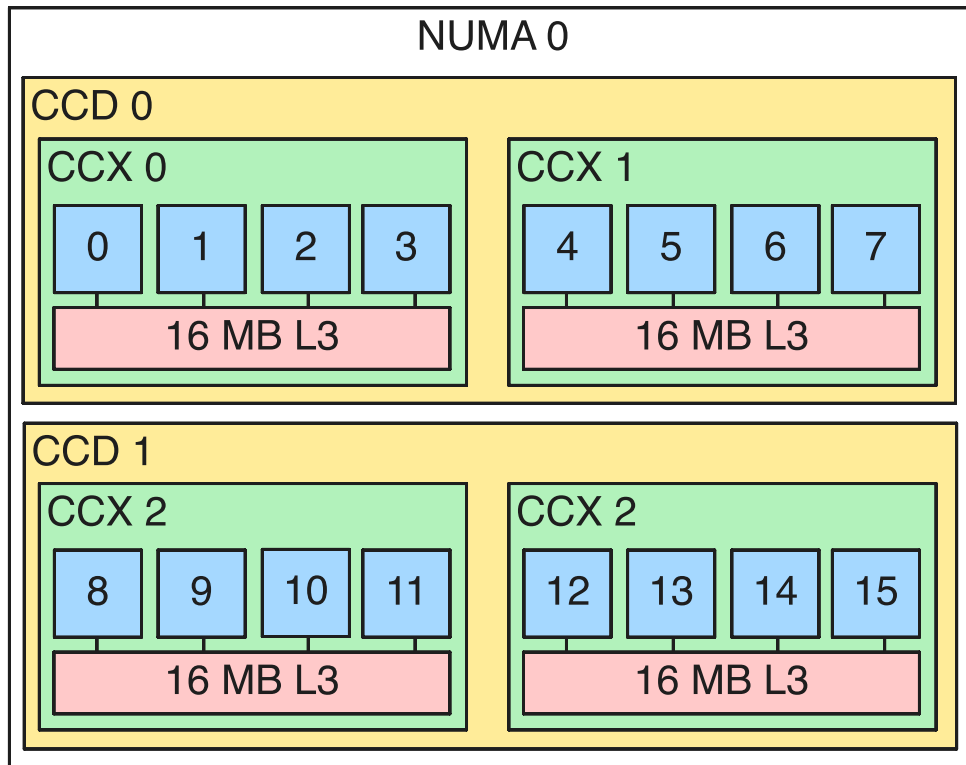 NUMA 0
CCD 0
CCX 0
CCX 1
0 1 2 3
4 5 6 7
16 MB L3
16 MB L3
CCD 1
CCX 2
CCX 2
8 9 10 11
12 13 14 15
16 MB L3
16 MB L3